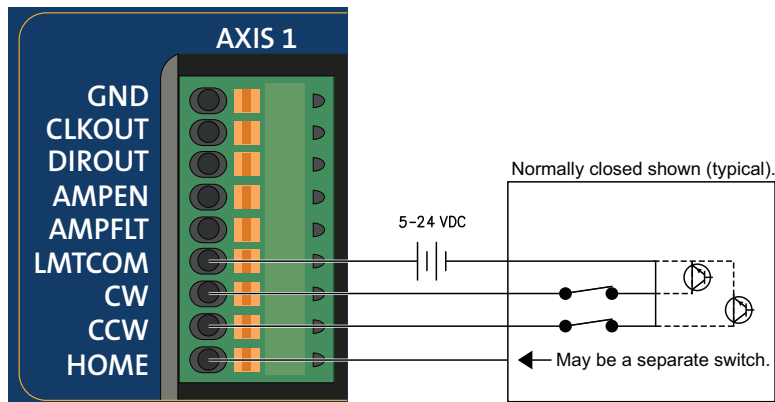 AXIS 1
GND
CLKOUT
DIROUT
AMPEN
AMPFLT
LMTCOM
CW
CCW
HOME
5-24 VDC
Normally closed shown (typical).
May be a separate switch.